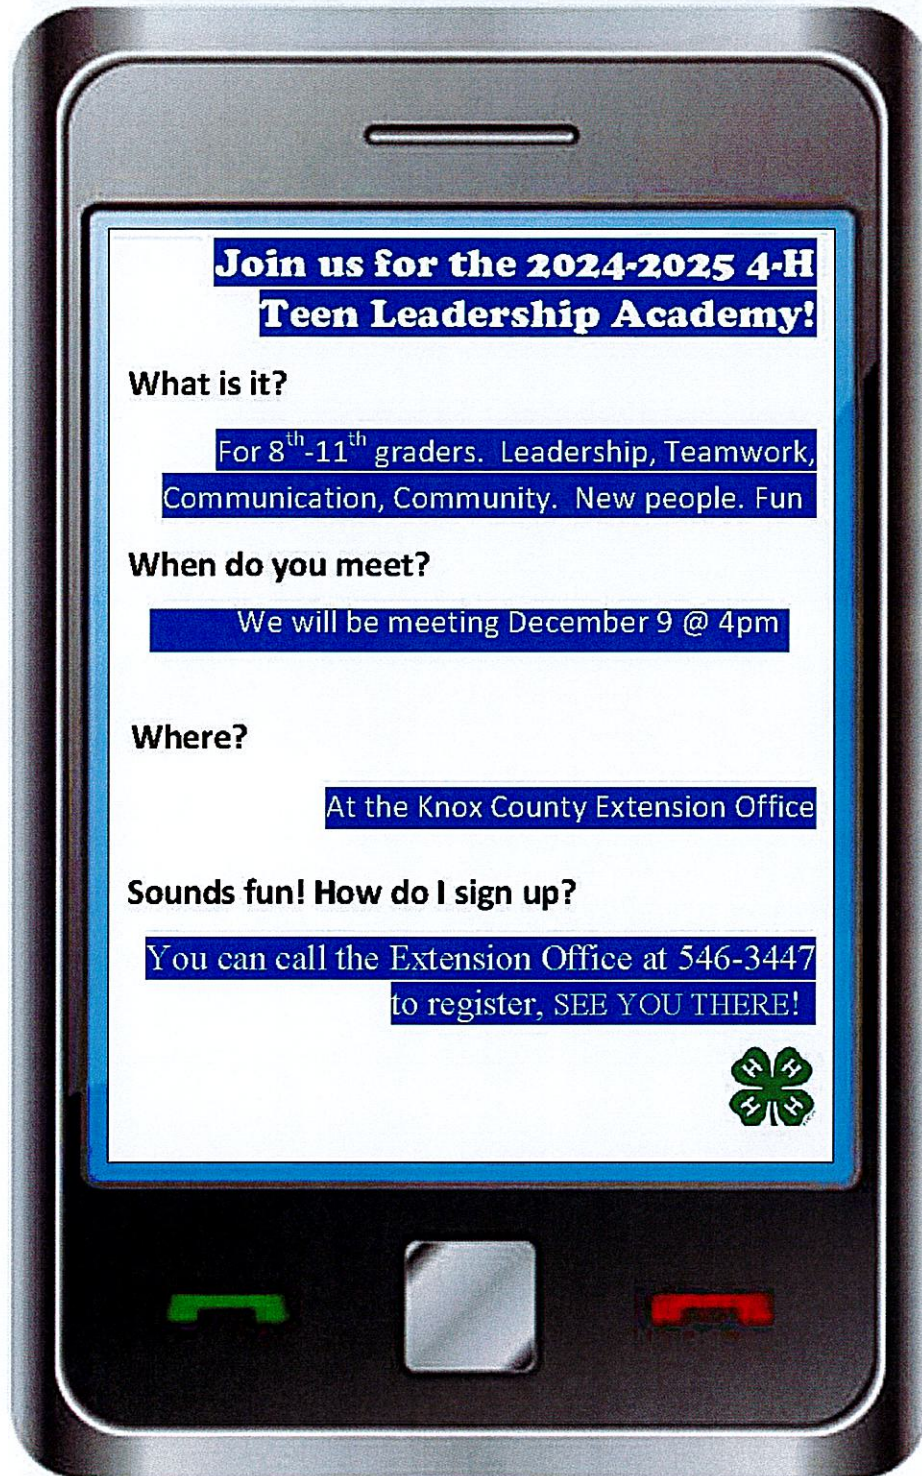 Join us for the 2024-2025 4-H
Teen Leadership Academy!
What is it?
For 8th-11th graders. Leadership, Teamwork,
Communication, Community. New people. Fun
When do you meet?
We will be meeting December 9 @ 4pm
Where?
At the Knox County Extension Office
Sounds fun! How do I sign up?
You can call the Extension Office at 546-3447
to register, SEE YOU THERE!
H H
H H